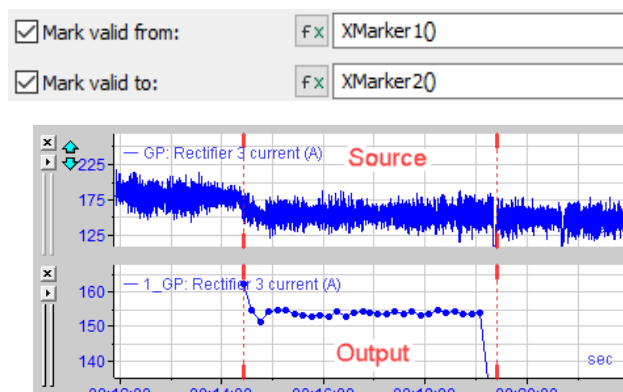 Mark valid from: fx XMarker1()
Mark valid to: fx XMarker2()
GP: Rectifier 3 current (A) Source
225
175
125
1_GP: Rectifier 3 current (A)
160
150
140
Output
sec